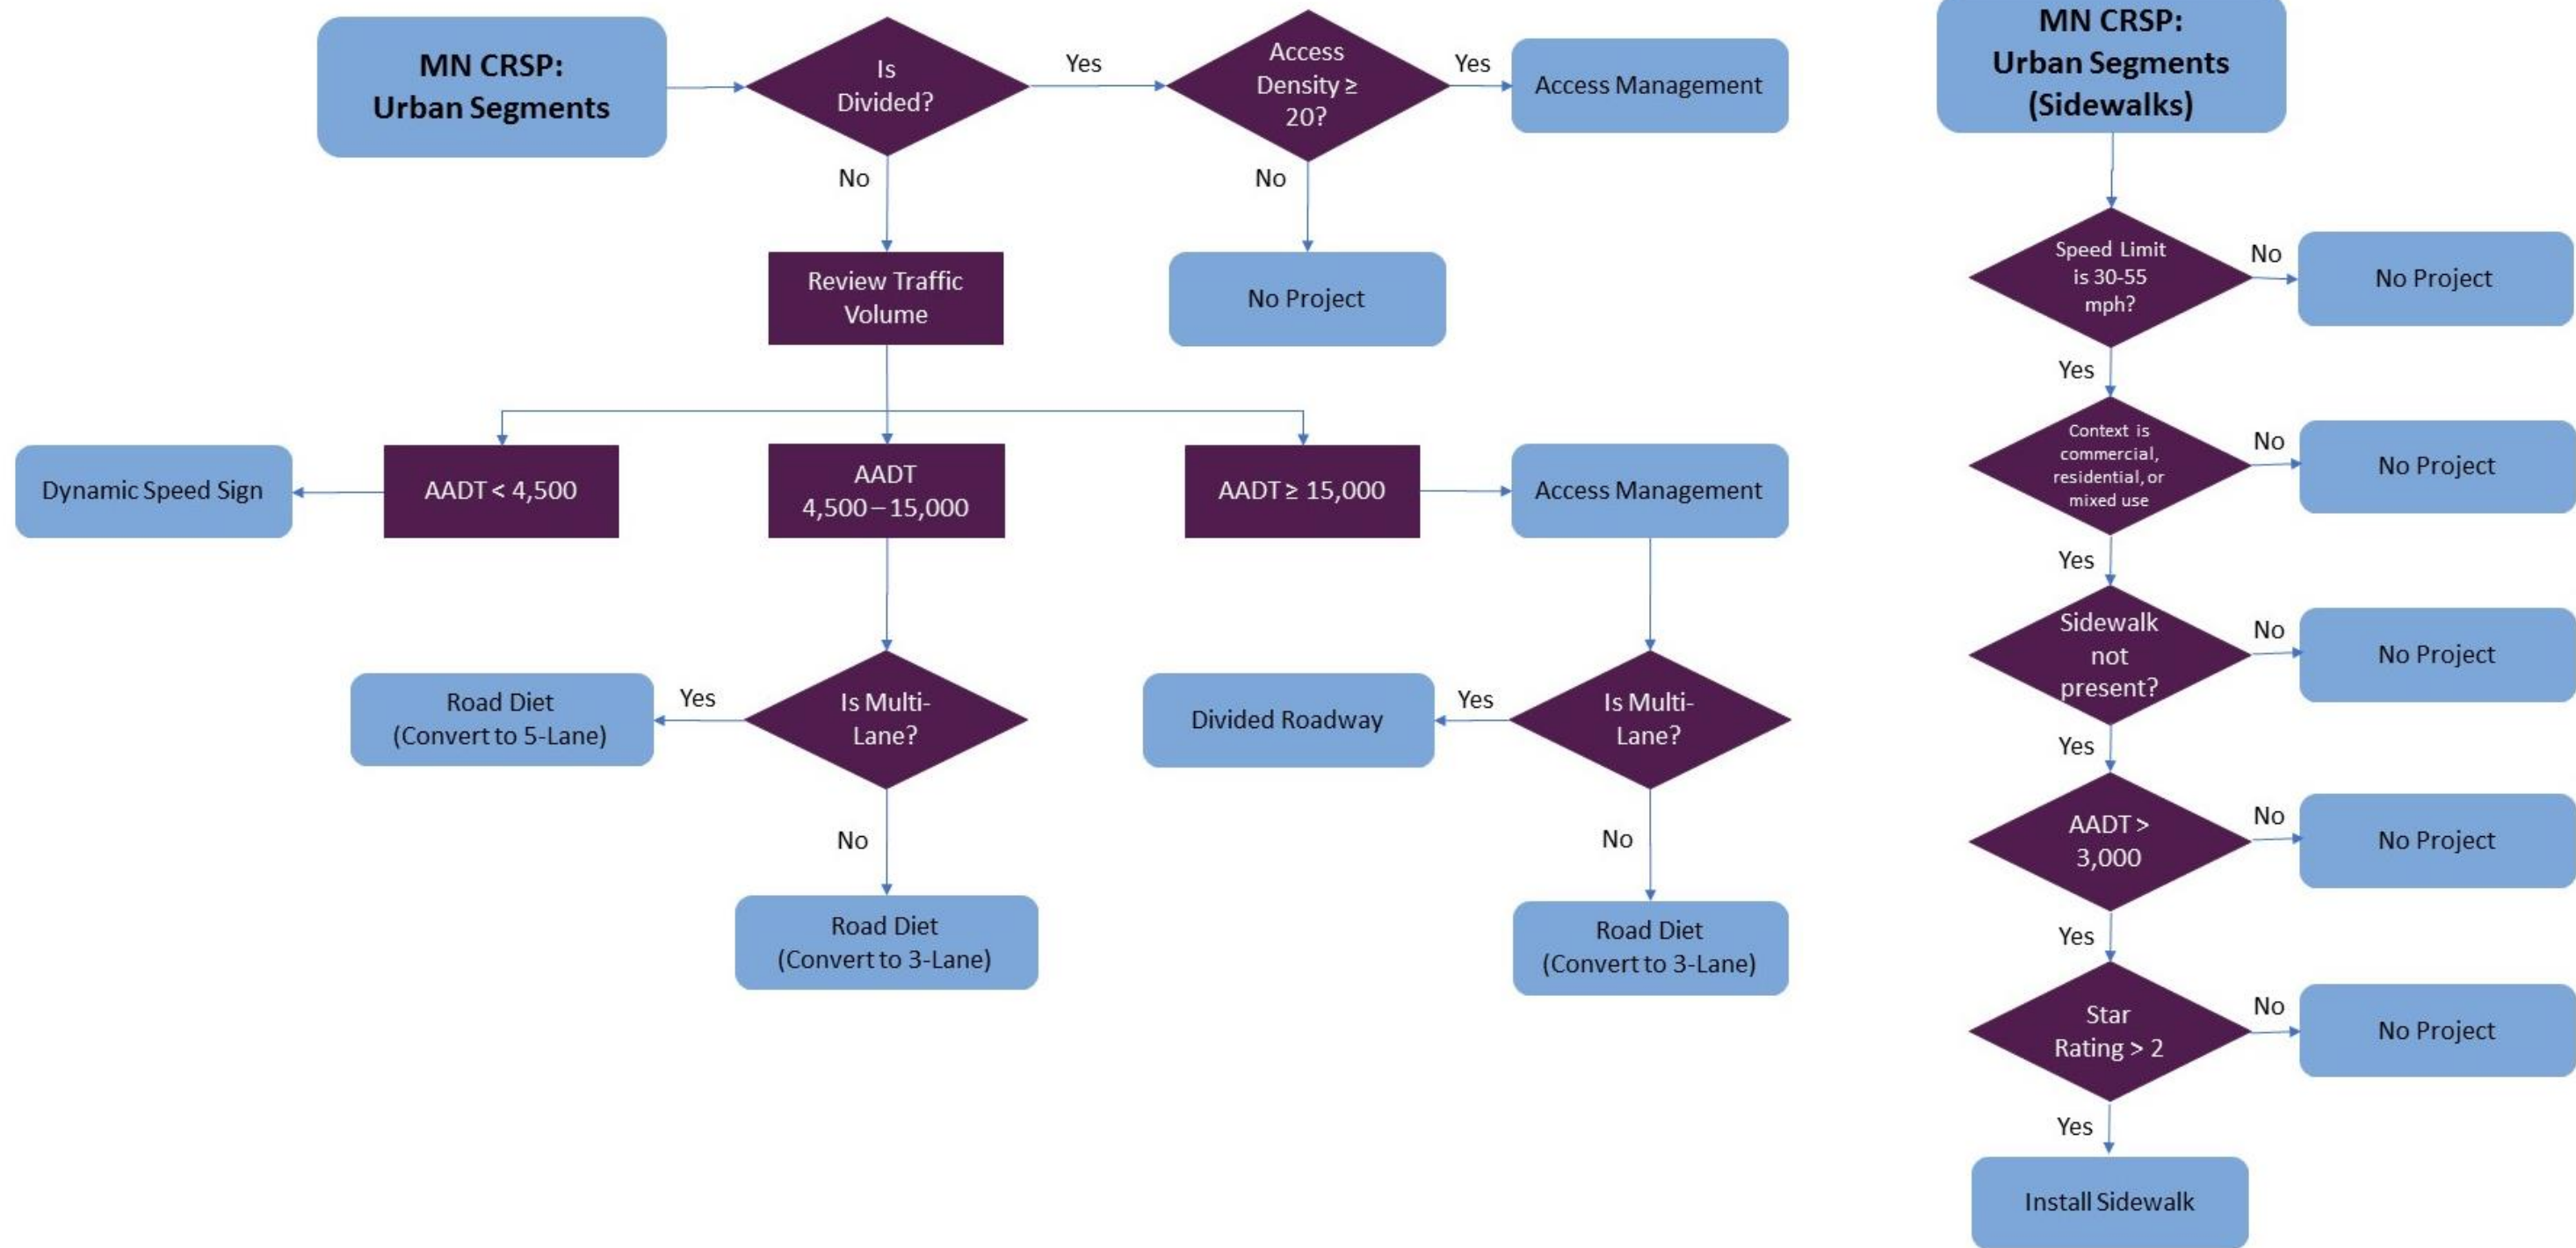 MN CRSP:
Urban Segments
Is
Divided?
Yes
Access
Density ≥
20?
Yes
Access Management
No
No
Review Traffic
Volume
No Project
Dynamic Speed Sign
AADT < 4,500
AADT
4,500 – 15,000
AADT ≥ 15,000
Access Management
Road Diet
(Convert to 5-Lane)
Yes
Is Multi-
Lane?
Divided Roadway
Yes
Is Multi-
Lane?
No
No
Road Diet
(Convert to 3-Lane)
Road Diet
(Convert to 3-Lane)
MN CRSP:
Urban Segments
(Sidewalks)
Speed Limit
is 30-55
mph?
No
No Project
Yes
Context is
commercial,
residential, or
mixed use
No
No Project
Yes
Sidewalk
not
present?
No
No Project
Yes
AADT >
3,000
No
No Project
Yes
Star
Rating > 2
No
No Project
Yes
Install Sidewalk